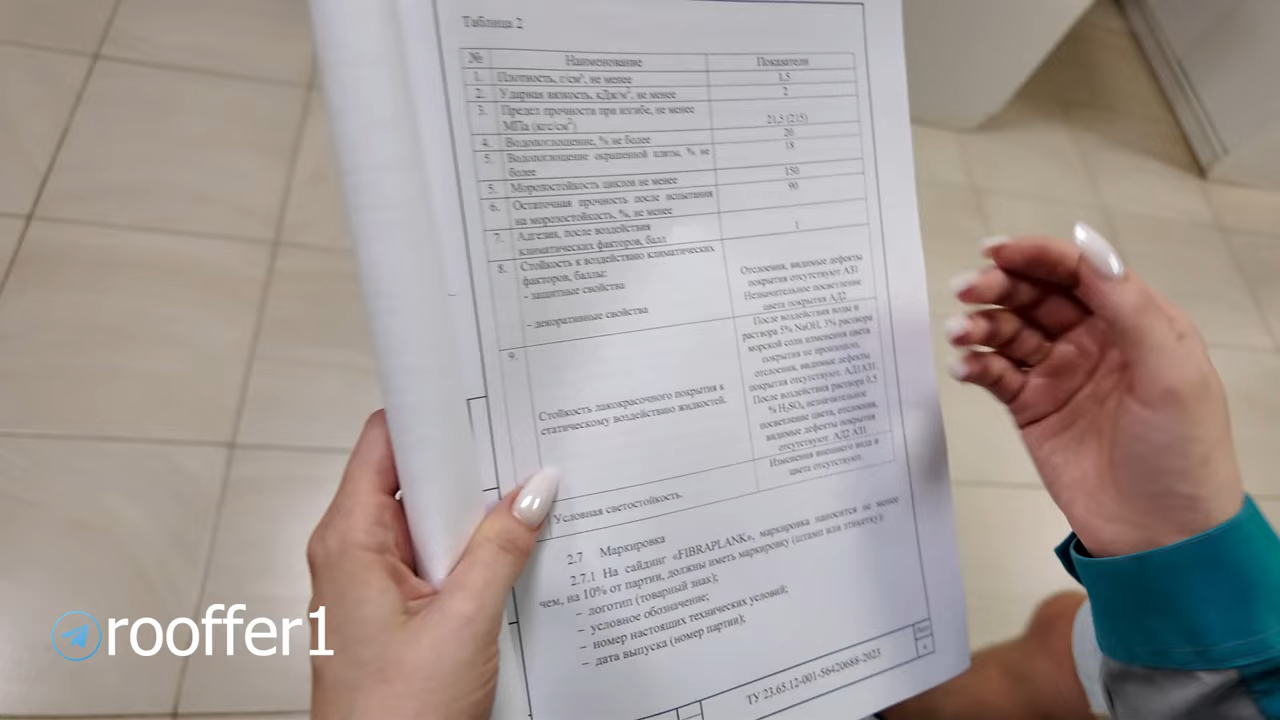 Таблица 2
№ Наименование Показатели
1. Плотность, г/см³, не менее 1,5
2. Ударная вязкость, кДж/м², не менее 2
3. Предел прочности при изгибе, не менее
МПа (кгс/см²) 21,5 (215)
4. Водопоглощение, % не более 20
5. Водопоглощение окрашенной плиты, % не 18
более
5. Морозостойкость циклов не менее 150
6. Остаточная прочность после испытания 90
на морозостойкость, %, не менее
7. Адгезия, после воздействия
климатических факторов, балл 1
8. Стойкость к воздействию климатических
факторов, баллы:
- защитные свойства
- декоративные свойства
Отслоения, видимые дефекты
покрытия отсутствуют АЗ1
Незначительное посветление
цвета покрытия АД2
9.
Стойкость лакокрасочного покрытия к
статическому воздействию жидкостей.
После воздействия воды и
раствора 5% NaOH, 3% раствора
морской соли изменения цвета
покрытия не произошло,
отслоения, видимые дефекты
покрытия отсутствуют. АД1АЗ1.
После воздействия раствора 0,5
% H₂SO₄ незначительное
посветление цвета, отслоения,
видимые дефекты покрытия
отсутствуют. АД2 АЗ1
Условная светостойкость.
Изменения внешнего вида и
цвета отсутствуют.
2.7 Маркировка
2.7.1 На сайдинг «FIBRAPLANK», маркировка наносится не менее
чем, на 10% от партии, должны иметь маркировку (штамп или этикетку):
– логотип (товарный знак);
– условное обозначение;
– номер настоящих технических условий;
– дата выпуска (номер партии);
ТУ 23.65.12-001-56420688-2023
Лист
6
rooffer1